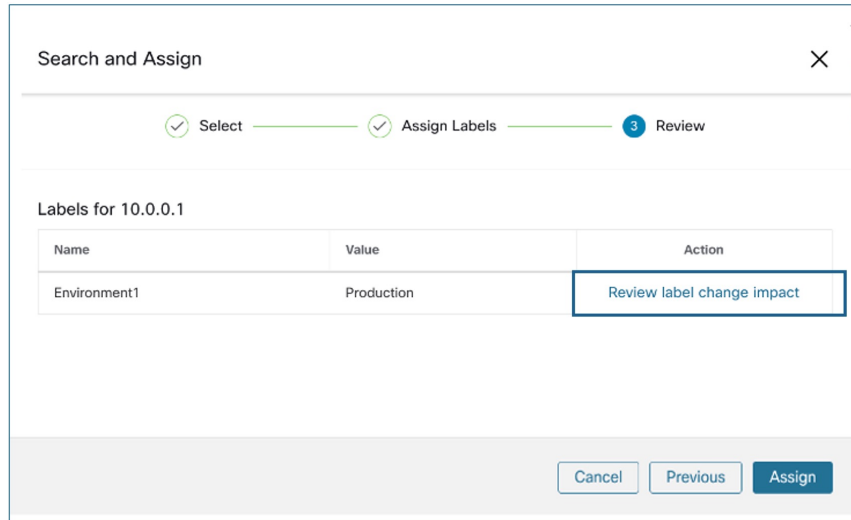 Search and Assign
Select
Assign Labels
3 Review
Labels for 10.0.0.1
Name Value Action
Environment1 Production Review label change impact
Cancel Previous Assign